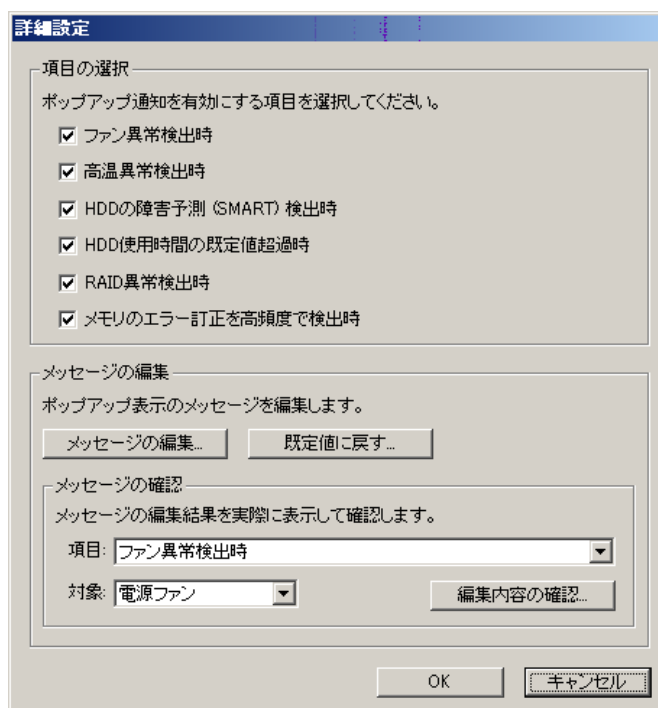 詳細設定
項目の選択
ポップアップ通知を有効にする項目を選択してください。
ファン異常検出時
高温異常検出時
HDDの障害予測 (SMART) 検出時
HDD使用時間の既定値超過時
RAID異常検出時
メモリのエラー訂正を高頻度で検出時
メッセージの編集
ポップアップ表示のメッセージを編集します。
メッセージの編集... 既定値に戻す...
メッセージの確認
メッセージの編集結果を実際に表示して確認します。
項目: ファン異常検出時
対象: 電源ファン 編集内容の確認...
OK キャンセル